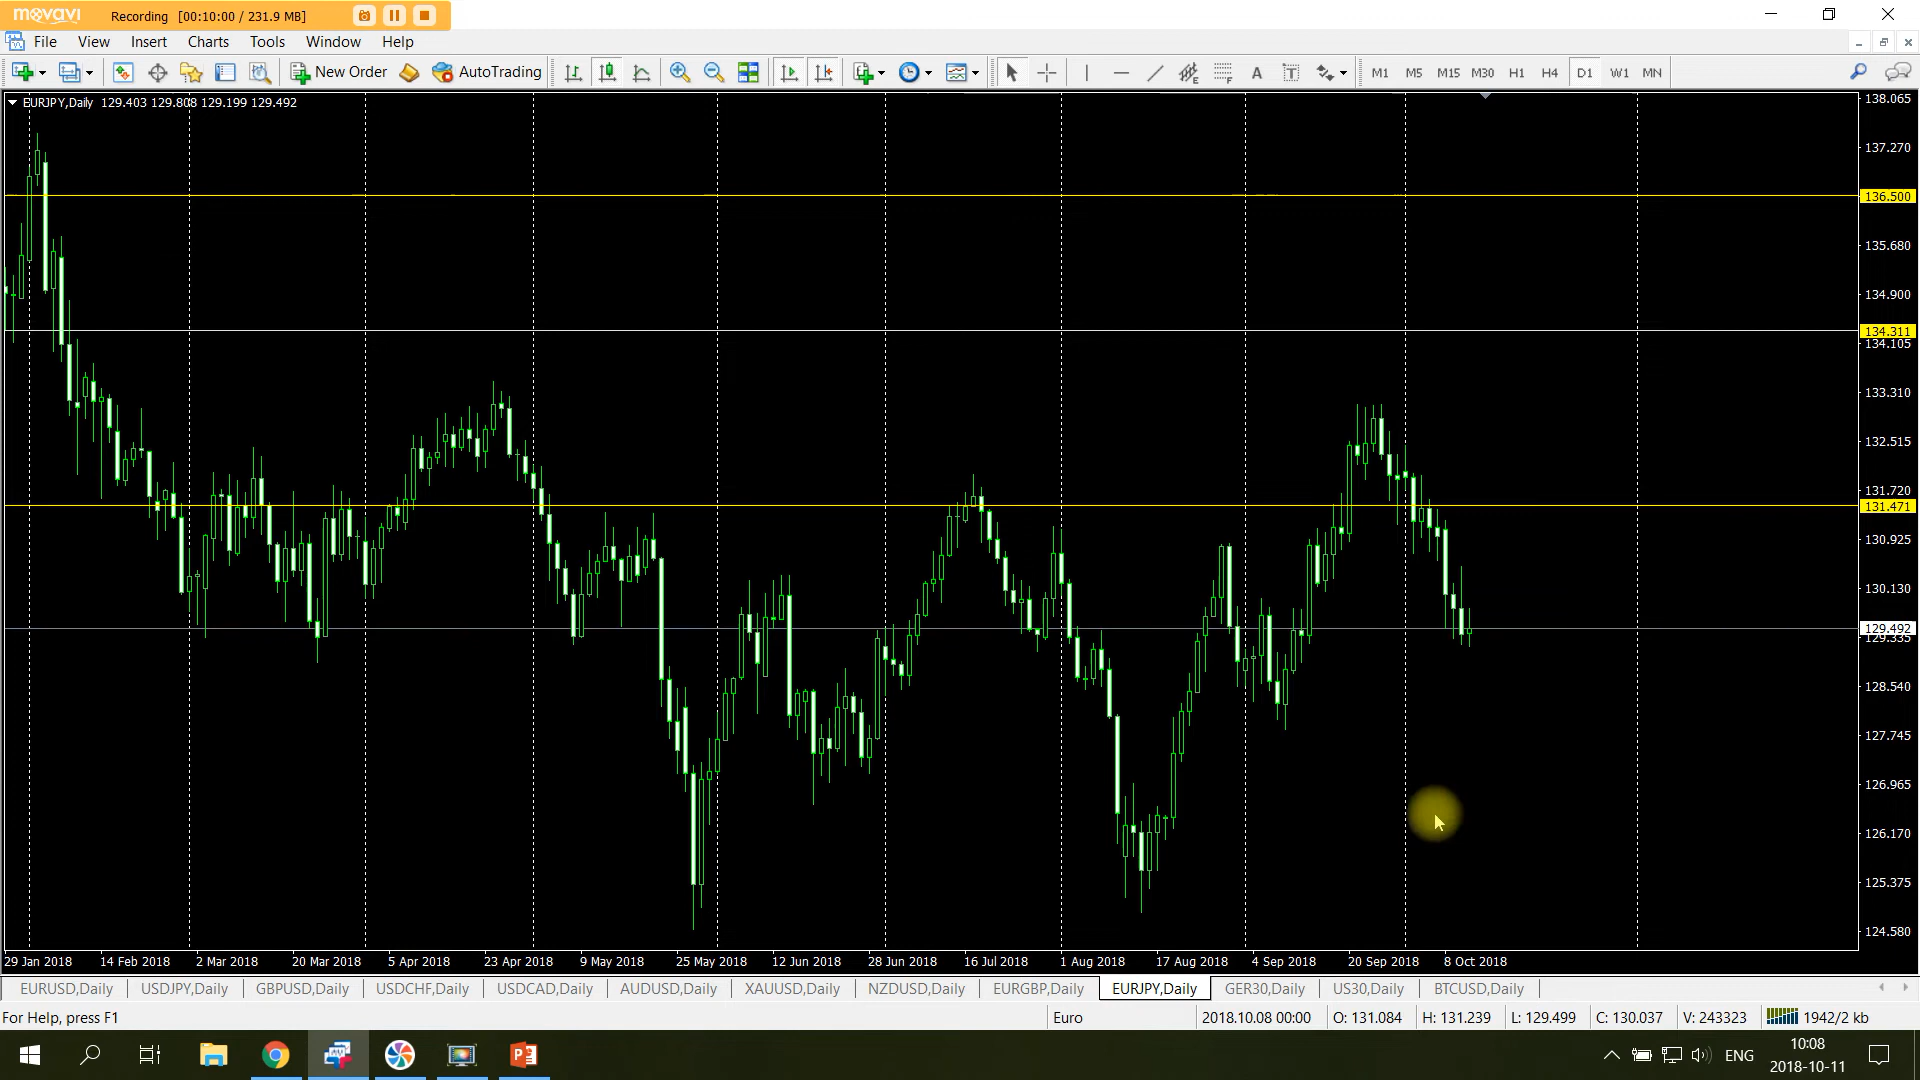 movavi Recording [00:10:00 / 231.9 MB]
File View Insert Charts Tools Window Help
New Order AutoTrading A T M1 M5 M15 M30 H1 H4 D1 W1 MN
EURJPY,Daily 129.403 129.808 129.199 129.492
138.065
137.270
136.500
135.680
134.900
134.311
134.105
133.310
132.515
131.720
131.471
130.925
130.130
129.492
129.335
128.540
127.745
126.965
126.170
125.375
124.580
29 Jan 2018 14 Feb 2018 2 Mar 2018 20 Mar 2018 5 Apr 2018 23 Apr 2018 9 May 2018 25 May 2018 12 Jun 2018 28 Jun 2018 16 Jul 2018 1 Aug 2018 17 Aug 2018 4 Sep 2018 20 Sep 2018 8 Oct 2018
EURUSD,Daily USDJPY,Daily GBPUSD,Daily USDCHF,Daily USDCAD,Daily AUDUSD,Daily XAUUSD,Daily NZDUSD,Daily EURGBP,Daily EURJPY,Daily GER30,Daily US30,Daily BTCUSD,Daily
For Help, press F1 Euro 2018.10.08 00:00 O: 131.084 H: 131.239 L: 129.499 C: 130.037 V: 243323 1942/2 kb
ENG 10:08
2018-10-11